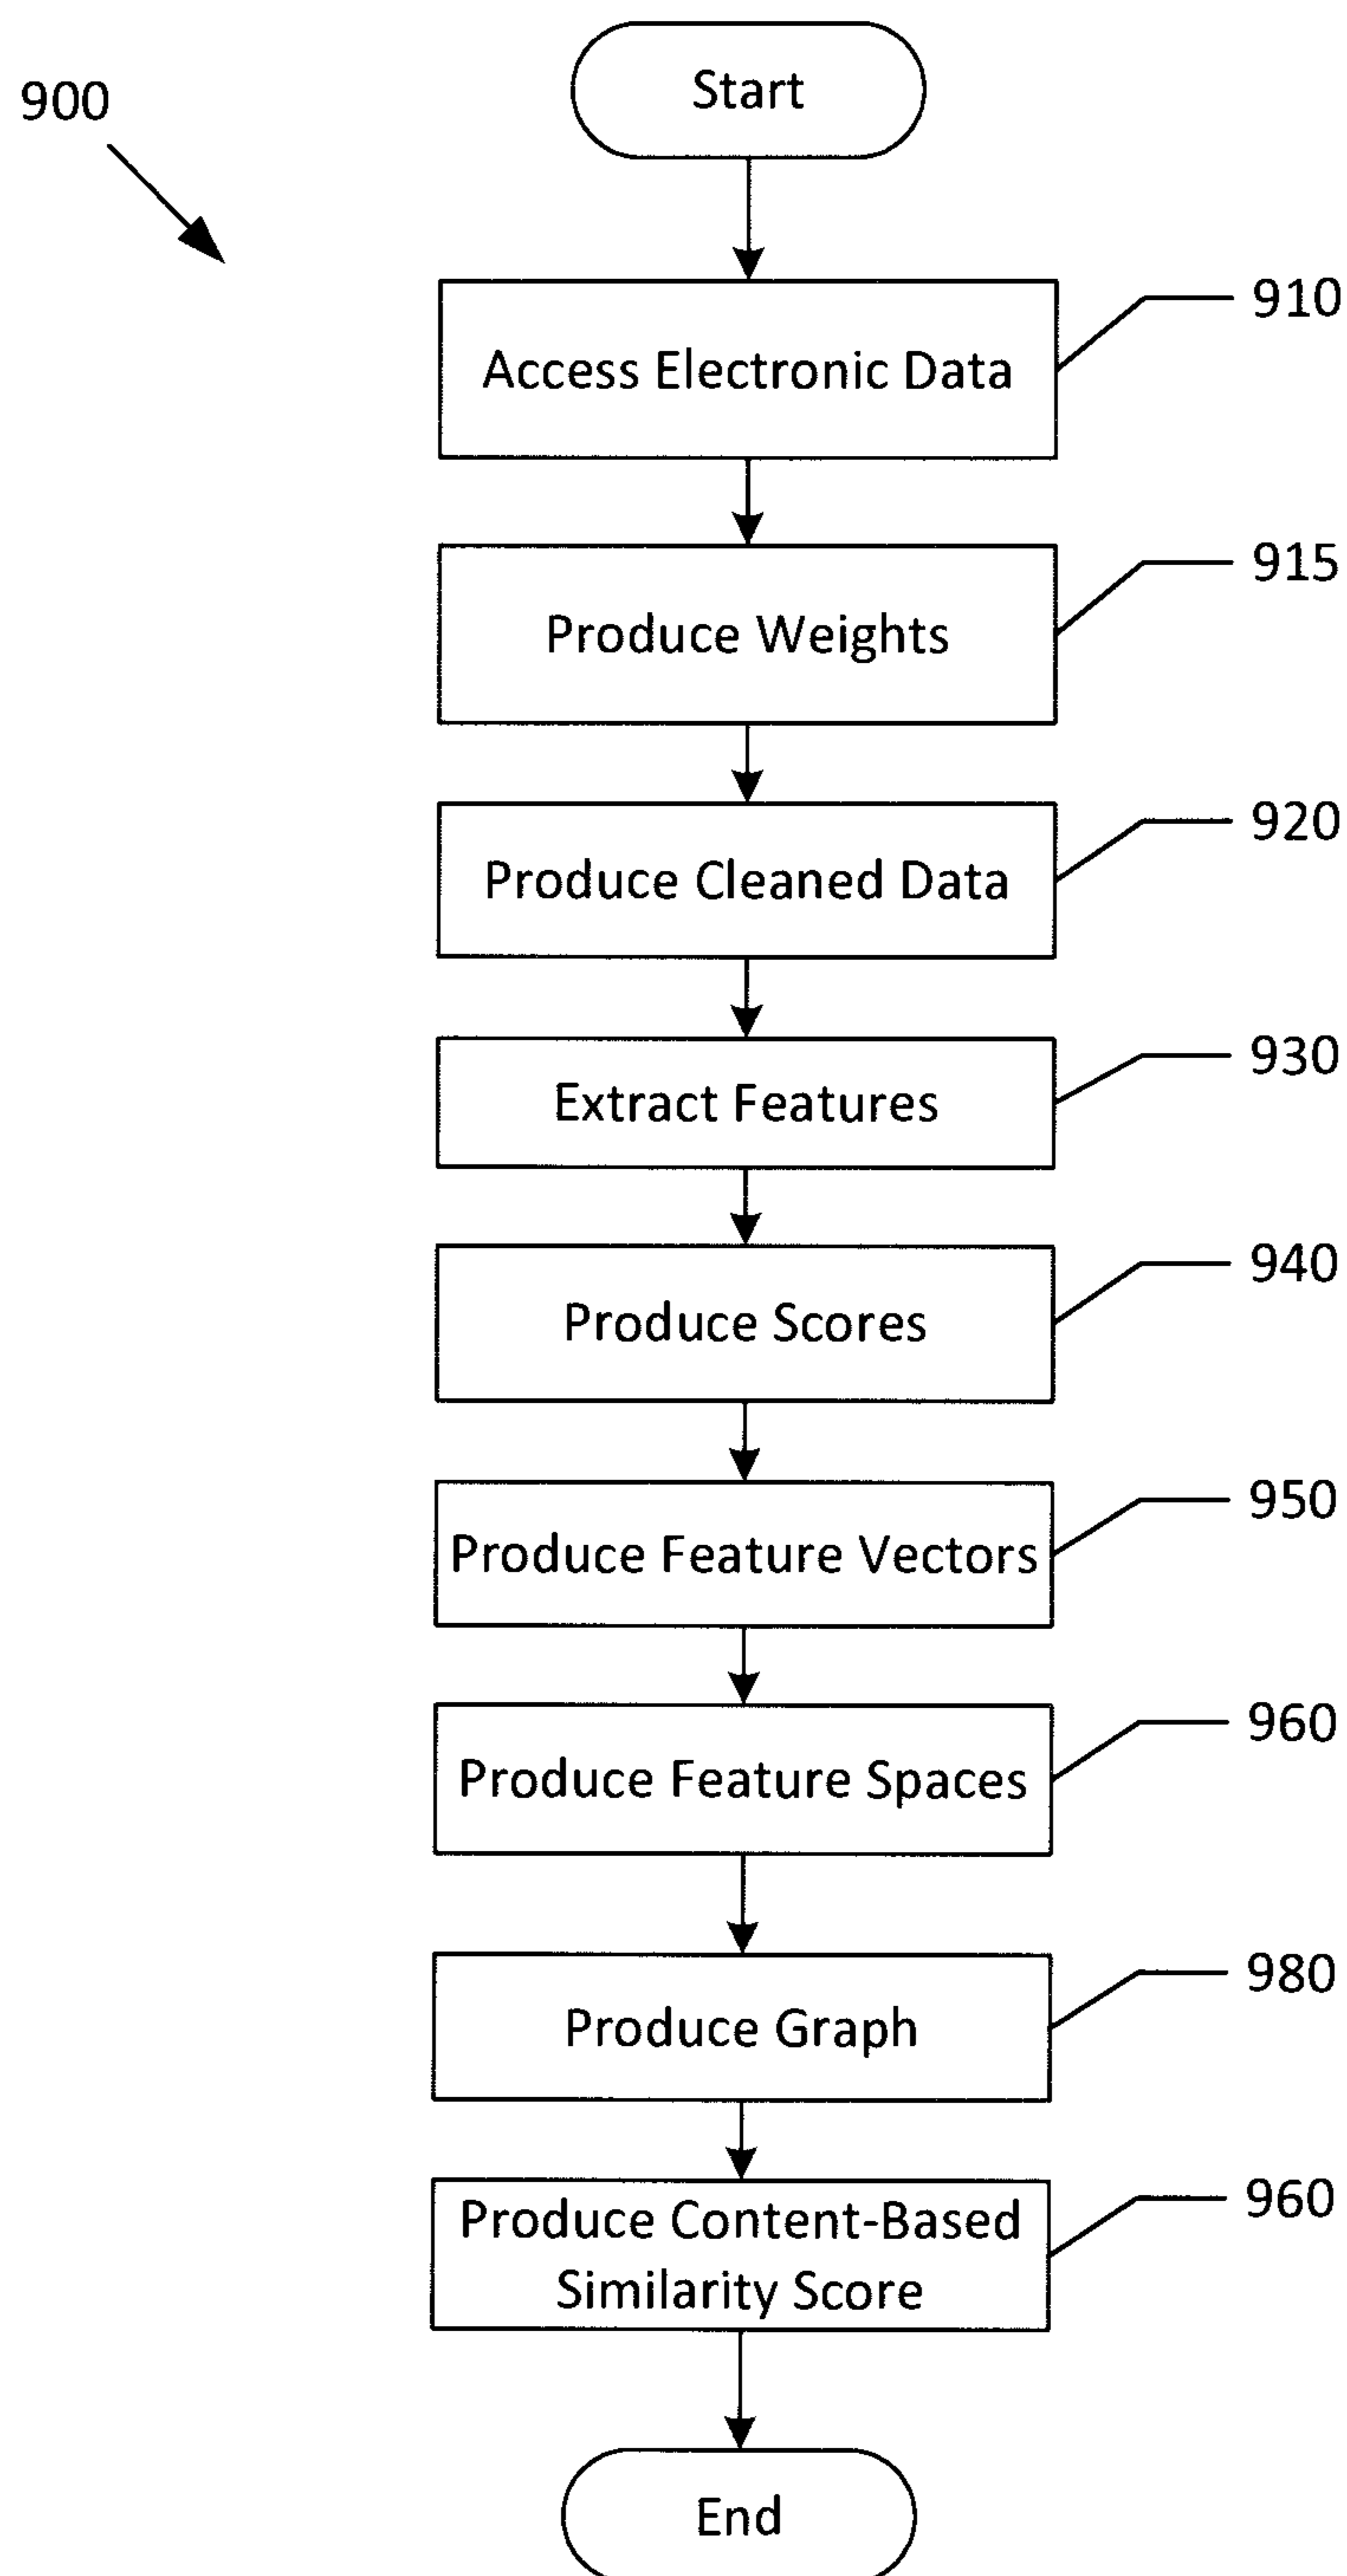 Start
900
910
Access Electronic Data
915
Produce Weights
920
Produce Cleaned Data
930
Extract Features
940
Produce Scores
950
Produce Feature Vectors
960
Produce Feature Spaces
980
Produce Graph
960
Produce Content-Based
Similarity Score
End